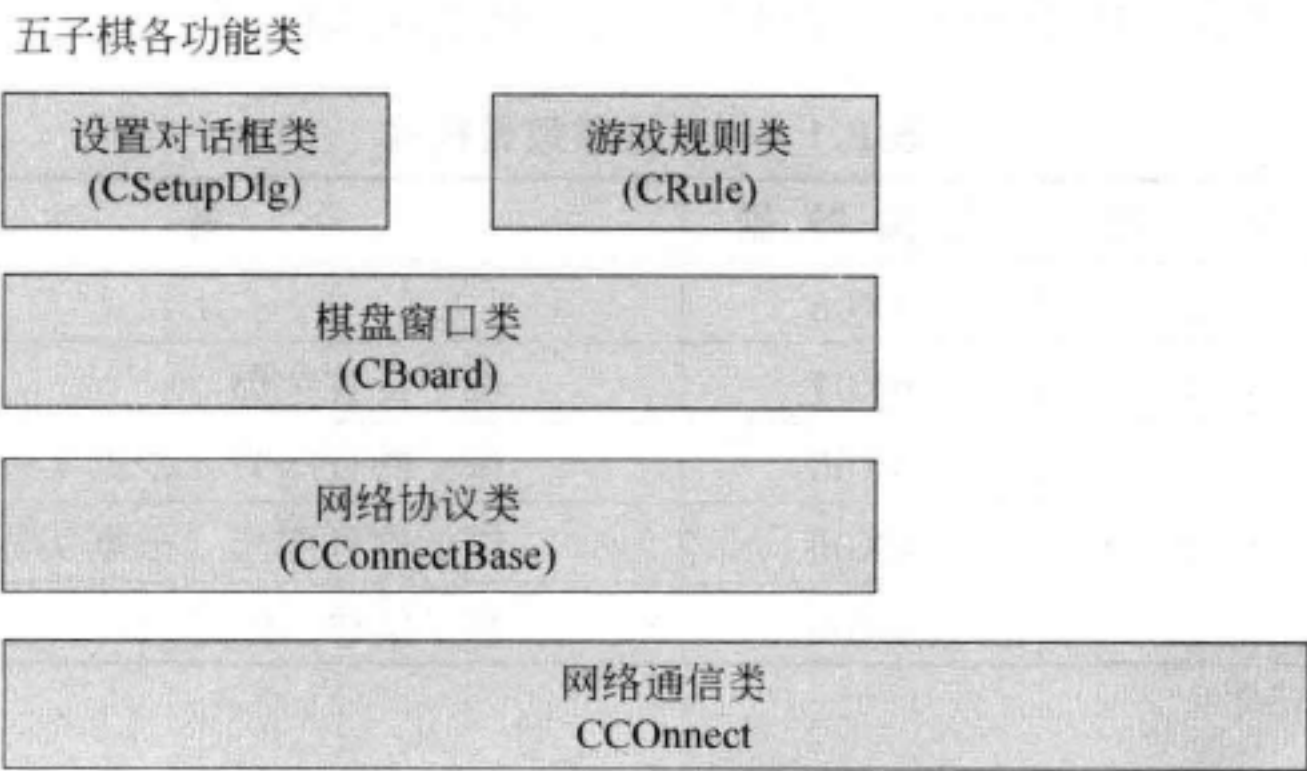 五子棋各功能类
设置对话框类
(CSetupDlg)
游戏规则类
(CRule)
棋盘窗口类
(CBoard)
网络协议类
(CConnectBase)
网络通信类
CCOnnect